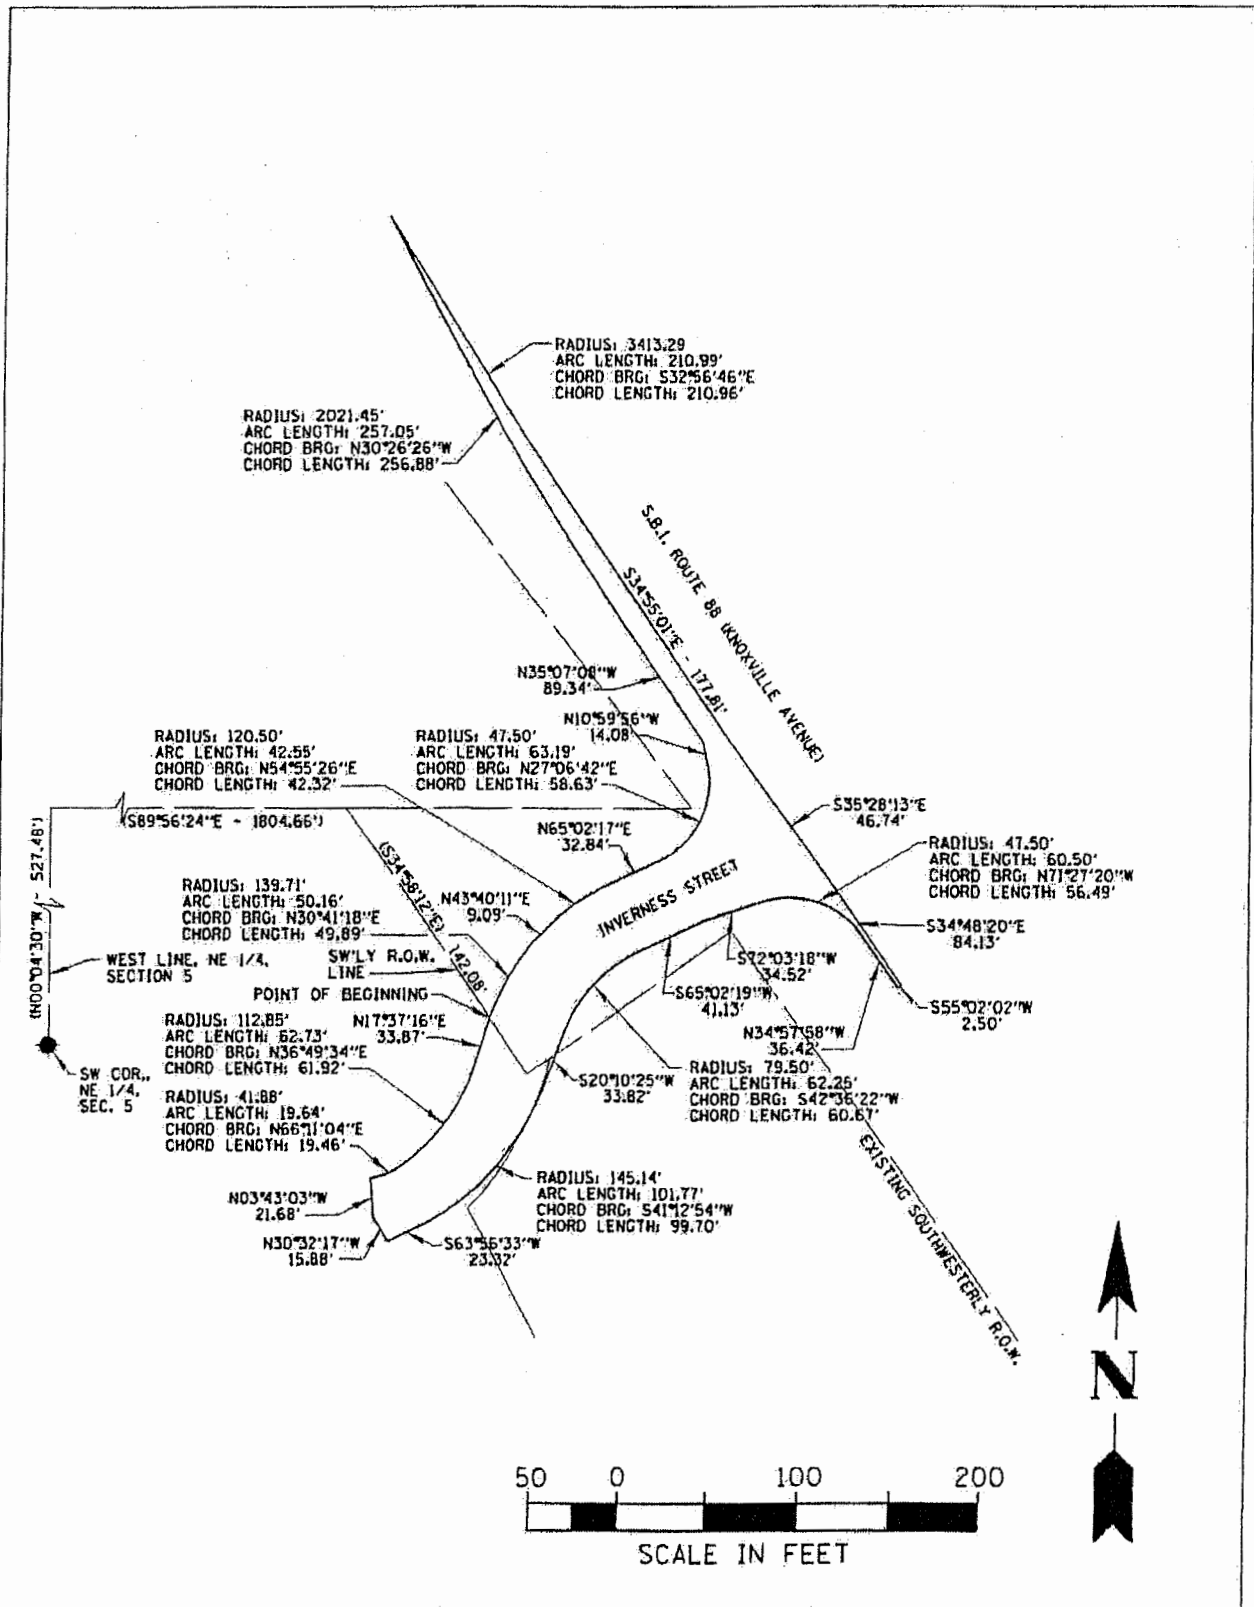 RADIUS: 3413.29
ARC LENGTH: 210.99'
CHORD BRG: S32°56'46"E
CHORD LENGTH: 210.96'
RADIUS: 2021.45'
ARC LENGTH: 257.05'
CHORD BRG: N30°26'26"W
CHORD LENGTH: 256.88'
S.B.I. ROUTE 88 (KNOXVILLE AVENUE)
S34°55'01"E - 177.81'
N35°07'08"W
89.34'
N10°59'56"W
14.08'
RADIUS: 120.50'
ARC LENGTH: 42.55'
CHORD BRG: N54°55'26"E
CHORD LENGTH: 42.32'
RADIUS: 47.50'
ARC LENGTH: 63.19'
CHORD BRG: N27°06'42"E
CHORD LENGTH: 58.63'
(S89°56'24"E - 1804.66')
S35°28'13"E
46.74'
N65°02'17"E
32.84'
(N00°04'30"W - 527.48')
(S34°58'12"E) 142.08'
RADIUS: 47.50'
ARC LENGTH: 60.50'
CHORD BRG: N71°27'20"W
CHORD LENGTH: 56.49'
RADIUS: 139.71'
ARC LENGTH: 50.16'
CHORD BRG: N30°41'18"E
CHORD LENGTH: 49.89'
N43°40'11"E
9.09'
INVERNESS STREET
S34°48'20"E
84.13'
WEST LINE, NE 1/4,
SECTION 5
SW'LY R.O.W.
LINE
S72°03'18"W
34.52'
POINT OF BEGINNING
S65°02'19"W
41.13'
S55°02'02"W
2.50'
RADIUS: 112.85'
ARC LENGTH: 62.73'
CHORD BRG: N36°49'34"E
CHORD LENGTH: 61.92'
N17°37'16"E
33.87'
N34°57'58"W
36.42'
SW COR.,
NE 1/4,
SEC. 5
S20°10'25"W
33.82'
RADIUS: 79.50'
ARC LENGTH: 62.25'
CHORD BRG: S42°36'22"W
CHORD LENGTH: 60.67'
RADIUS: 41.88'
ARC LENGTH: 19.64'
CHORD BRG: N66°11'04"E
CHORD LENGTH: 19.46'
EXISTING SOUTHWESTERLY R.O.W.
N03°43'03"W
21.68'
RADIUS: 145.14'
ARC LENGTH: 101.77'
CHORD BRG: S41°12'54"W
CHORD LENGTH: 99.70'
N30°32'17"W
15.88'
S63°56'33"W
23.32'
N
50 0 100 200
SCALE IN FEET